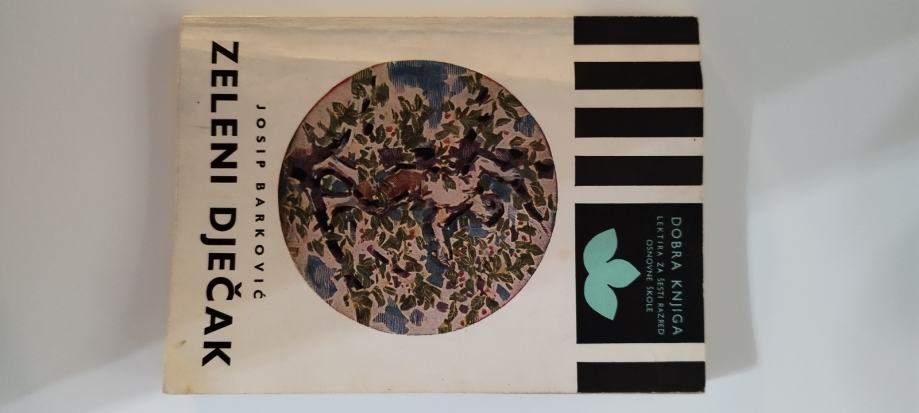 DOBRA KNJIGA
LEKTIRA ZA ŠESTI RAZRED
OSNOVNE ŠKOLE
JOSIP BARKOVIĆ
ZELENI DJEČAK